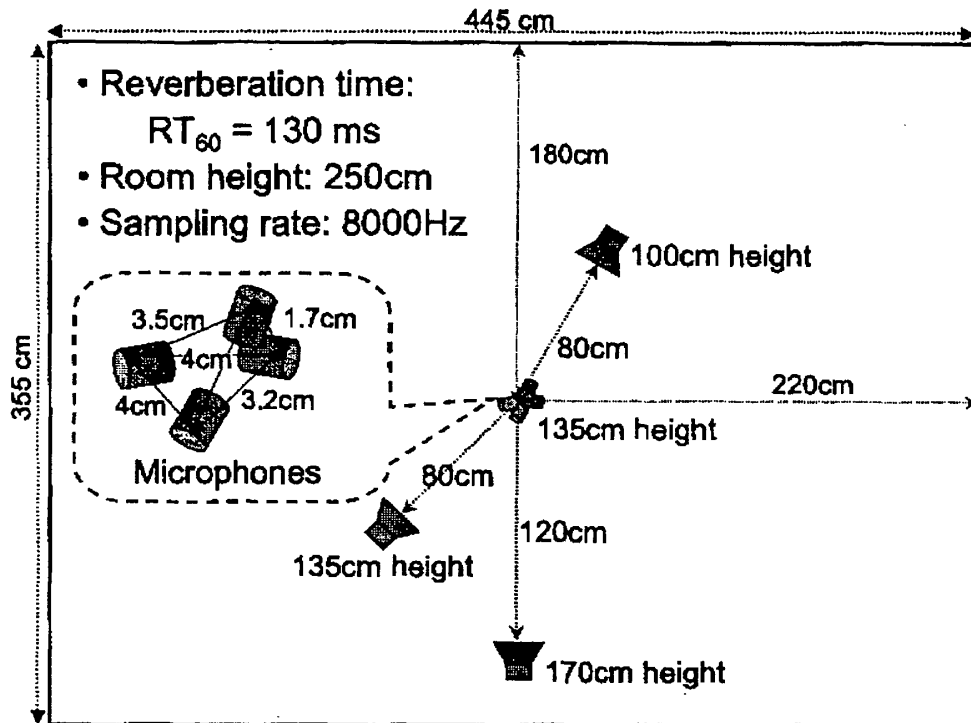 445 cm
355 cm
• Reverberation time:
RT60 = 130 ms
• Room height: 250cm
• Sampling rate: 8000Hz
180cm
100cm height
80cm
220cm
135cm height
3.5cm
1.7cm
4cm
4cm
3.2cm
Microphones
80cm
135cm height
120cm
170cm height